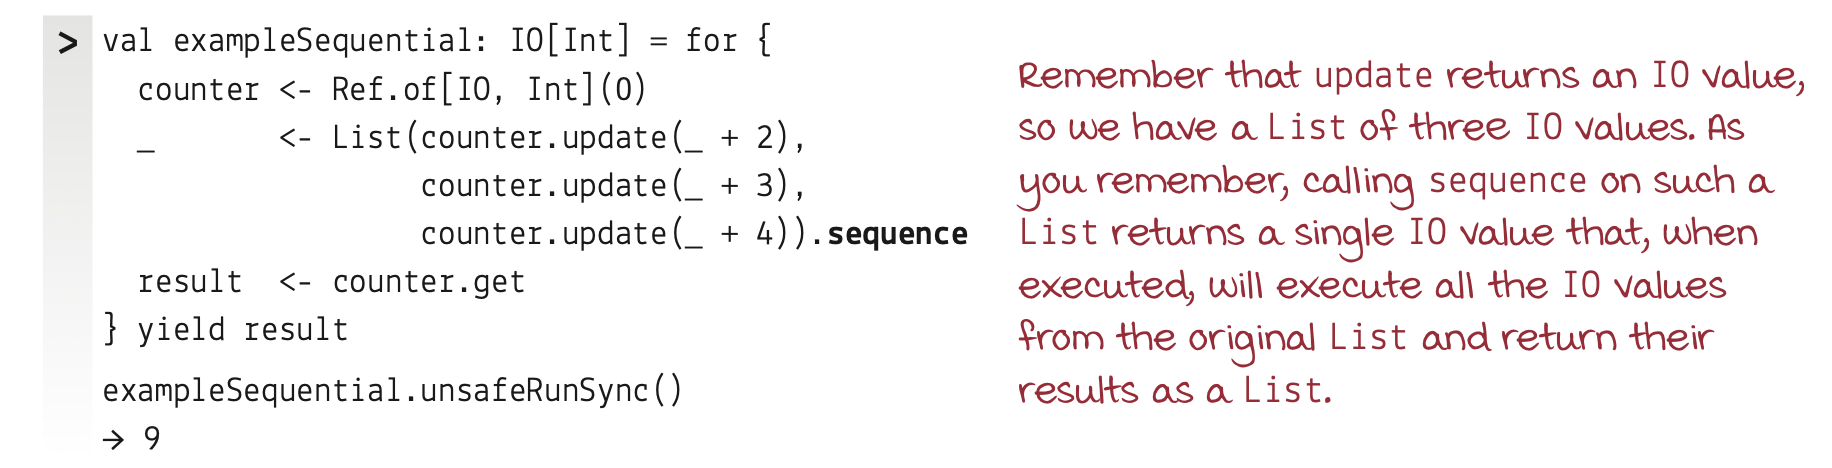 > val exampleSequential: IO[Int] = for {
counter <- Ref.of[IO, Int](0)
_ <- List(counter.update(_ + 2),
counter.update(_ + 3),
counter.update(_ + 4)).sequence
result <- counter.get
} yield result
exampleSequential.unsafeRunSync()
→ 9
Remember that update returns an IO value,
so we have a List of three IO values. As
you remember, calling sequence on such a
List returns a single IO value that, when
executed, will execute all the IO values
from the original List and return their
results as a List.